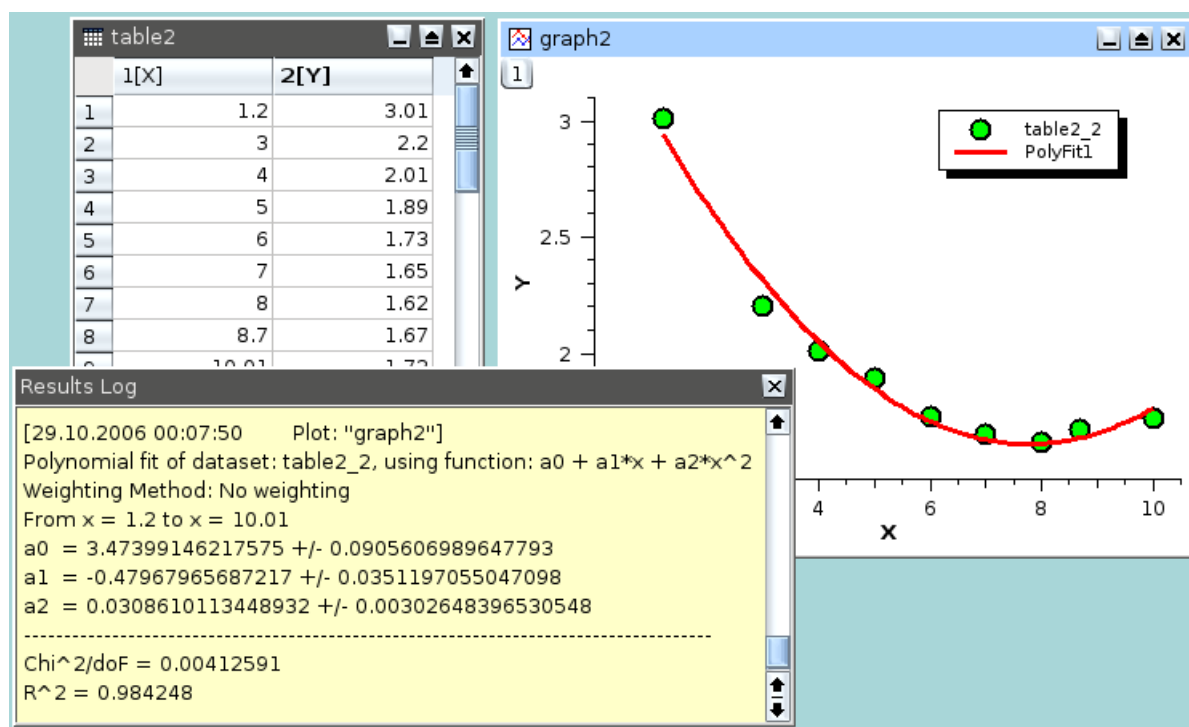 table2
1[X] 2[Y]
1 1.2 3.01
2 3 2.2
3 4 2.01
4 5 1.89
5 6 1.73
6 7 1.65
7 8 1.62
8 8.7 1.67
10.01 1.72
graph2
1
table2_2
PolyFit1
3
2.5
2
Y
4 6 8 10
X
Results Log
[29.10.2006 00:07:50 Plot: "graph2"]
Polynomial fit of dataset: table2_2, using function: a0 + a1*x + a2*x^2
Weighting Method: No weighting
From x = 1.2 to x = 10.01
a0 = 3.47399146217575 +/- 0.0905606989647793
a1 = -0.47967965687217 +/- 0.0351197055047098
a2 = 0.0308610113448932 +/- 0.00302648396530548
--------------------------------------------------------------------------------------
Chi^2/doF = 0.00412591
R^2 = 0.984248